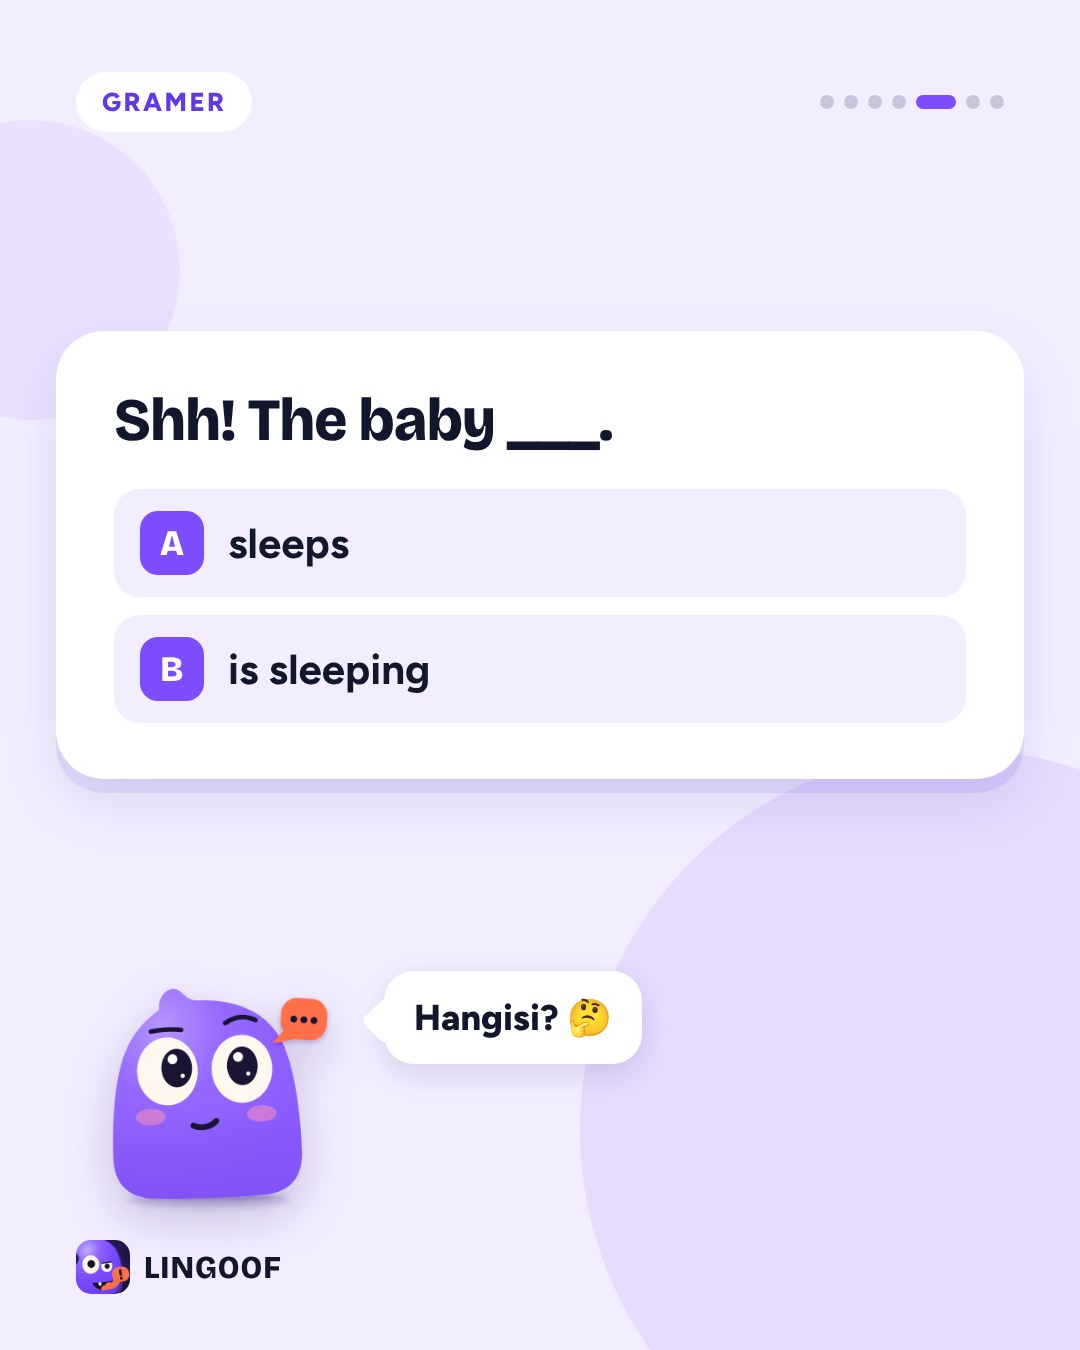 GRAMER
Shh! The baby ___.
A sleeps
B is sleeping
Hangisi? 🤔
LINGOOF